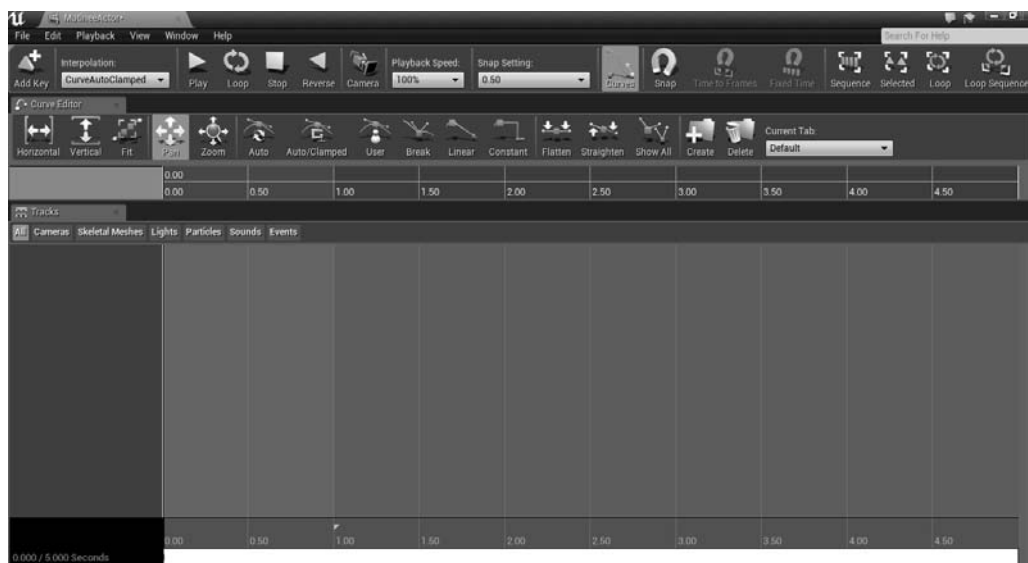 MatineeActor*
File Edit Playback View Window Help
Search For Help
Add Key
Interpolation:
CurveAutoClamped
Play Loop Stop Reverse Camera
Playback Speed:
100%
Snap Setting:
0.50
Curves Snap Time to Frames Fixed Time Sequence Selected Loop Loop Sequence
Curve Editor
Horizontal Vertical Fit Pan Zoom Auto Auto/Clamped User Break Linear Constant Flatten Straighten Show All Create Delete
Current Tab:
Default
0.00
0.00 0.50 1.00 1.50 2.00 2.50 3.00 3.50 4.00 4.50
Tracks
All Cameras Skeletal Meshes Lights Particles Sounds Events
0.00 0.50 1.00 1.50 2.00 2.50 3.00 3.50 4.00 4.50
0.000 / 5.000 Seconds